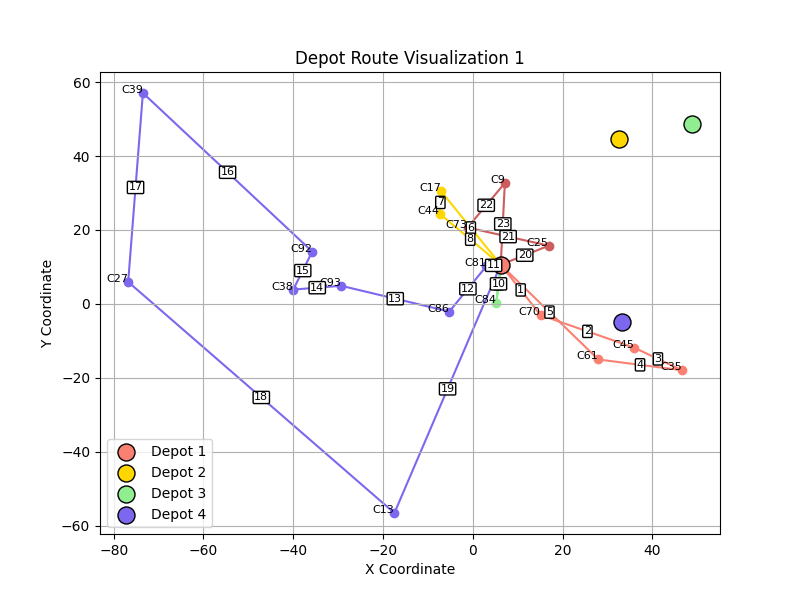 Depot Route Visualization 1
60
40
20
0
−20
−40
−60
−80
−60
−40
−20
0
20
40
Y Coordinate
X Coordinate
C39
16
17
C92
15
C27
C38
14
C93
13
C86
12
18
19
C13
C17
7
C44
C73
6
8
C9
22
23
21
C25
20
C81
11
10
C84
1
C70
5
2
C45
3
C61
4
C35
Depot 1
Depot 2
Depot 3
Depot 4